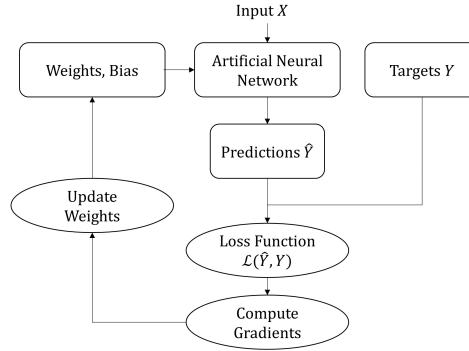 Input X
Weights, Bias
Artificial Neural
Network
Targets Y
Predictions Ŷ
Update
Weights
Loss Function
ℒ(Ŷ, Y)
Compute
Gradients